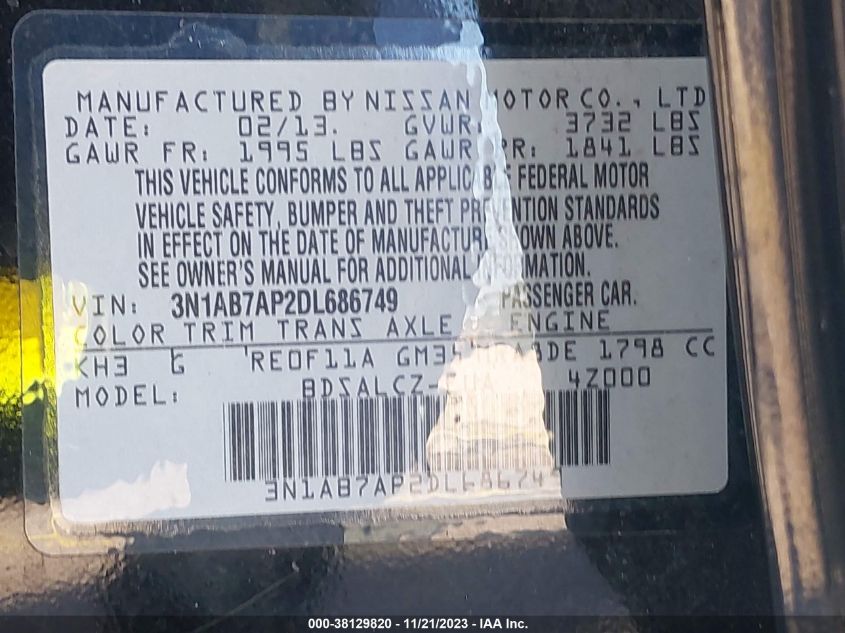 MANUFACTURED BY NISSAN MOTOR CO., LTD
DATE: 02/13. GVWR: 3732 LBS
GAWR FR: 1995 LBS GAWR RR: 1841 LBS
THIS VEHICLE CONFORMS TO ALL APPLICABLE FEDERAL MOTOR
VEHICLE SAFETY, BUMPER AND THEFT PREVENTION STANDARDS
IN EFFECT ON THE DATE OF MANUFACTURE SHOWN ABOVE.
SEE OWNER'S MANUAL FOR ADDITIONAL INFORMATION.
VIN: 3N1AB7AP2DL686749 PASSENGER CAR.
COLOR TRIM TRANS AXLE ENGINE
KH3 G RE0F11A 1798 CC
MODEL: 4Z000
3N1AB7AP2DL686749
000-38129820 - 11/21/2023 - IAA Inc.